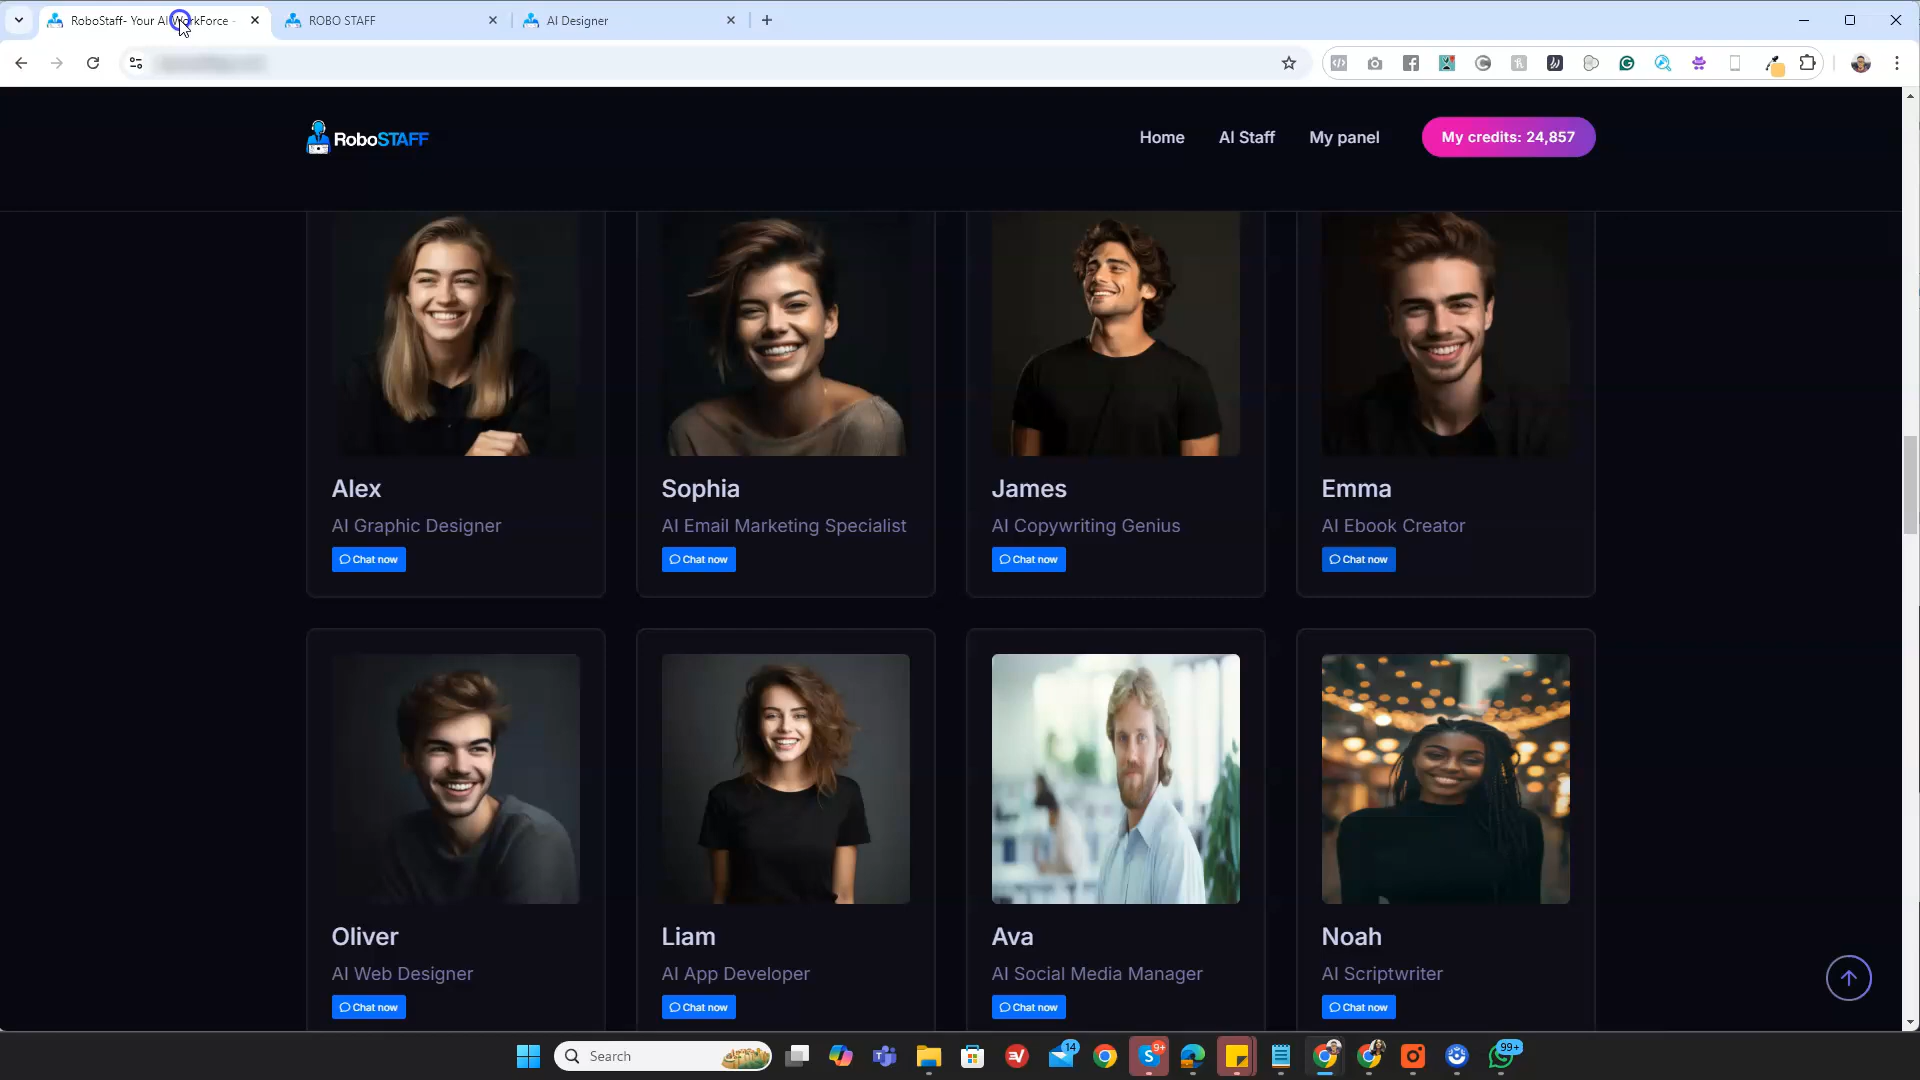 RoboStaff- Your AI WorkForce -
ROBO STAFF
AI Designer
RoboSTAFF
Home
AI Staff
My panel
My credits: 24,857
Alex
AI Graphic Designer
Chat now
Sophia
AI Email Marketing Specialist
Chat now
James
AI Copywriting Genius
Chat now
Emma
AI Ebook Creator
Chat now
Oliver
AI Web Designer
Chat now
Liam
AI App Developer
Chat now
Ava
AI Social Media Manager
Chat now
Noah
AI Scriptwriter
Chat now
Search
14
9+
99+